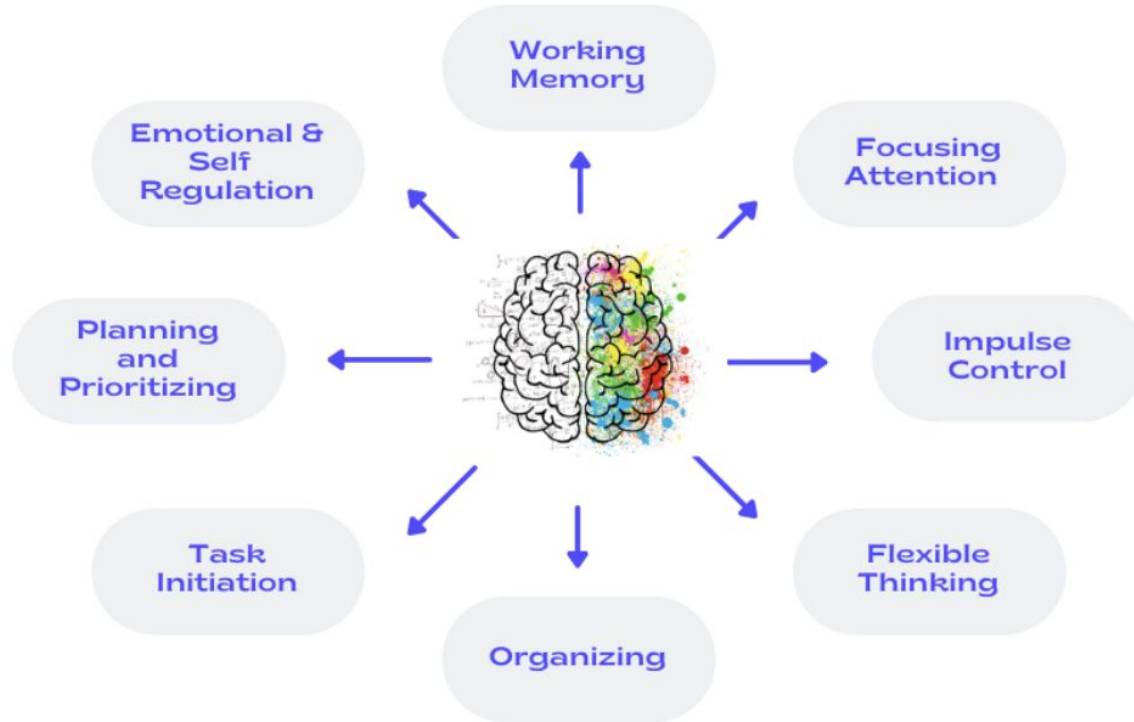 Working
Memory
Focusing
Attention
Impulse
Control
Flexible
Thinking
Organizing
Task
Initiation
Planning
and
Prioritizing
Emotional &
Self
Regulation